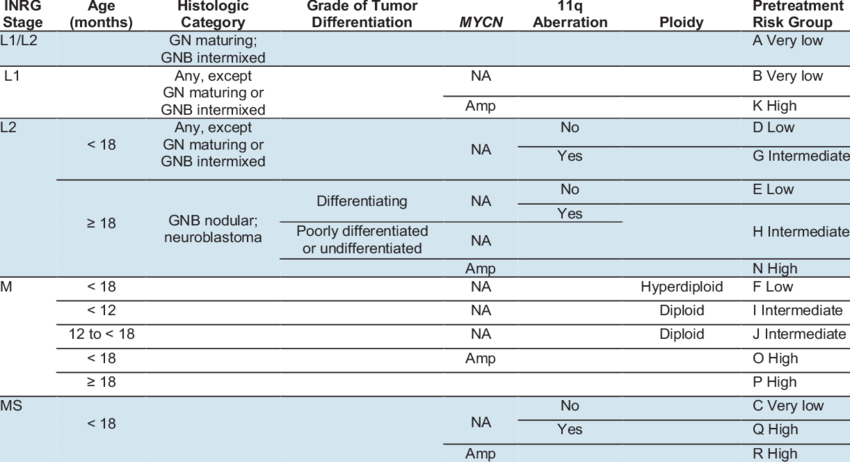 INRG Stage Age (months) Histologic Category Grade of Tumor Differentiation MYCN 11q Aberration Ploidy Pretreatment Risk Group
L1/L2 GN maturing; GNB intermixed A Very low
L1 Any, except GN maturing or GNB intermixed NA B Very low
Amp K High
L2 < 18 Any, except GN maturing or GNB intermixed NA No D Low
Yes G Intermediate
≥ 18 GNB nodular; neuroblastoma Differentiating NA No E Low
Yes H Intermediate
Poorly differentiated or undifferentiated NA
Amp N High
M < 18 NA Hyperdiploid F Low
< 12 NA Diploid I Intermediate
12 to < 18 NA Diploid J Intermediate
< 18 Amp O High
≥ 18 P High
MS < 18 NA No C Very low
Yes Q High
Amp R High